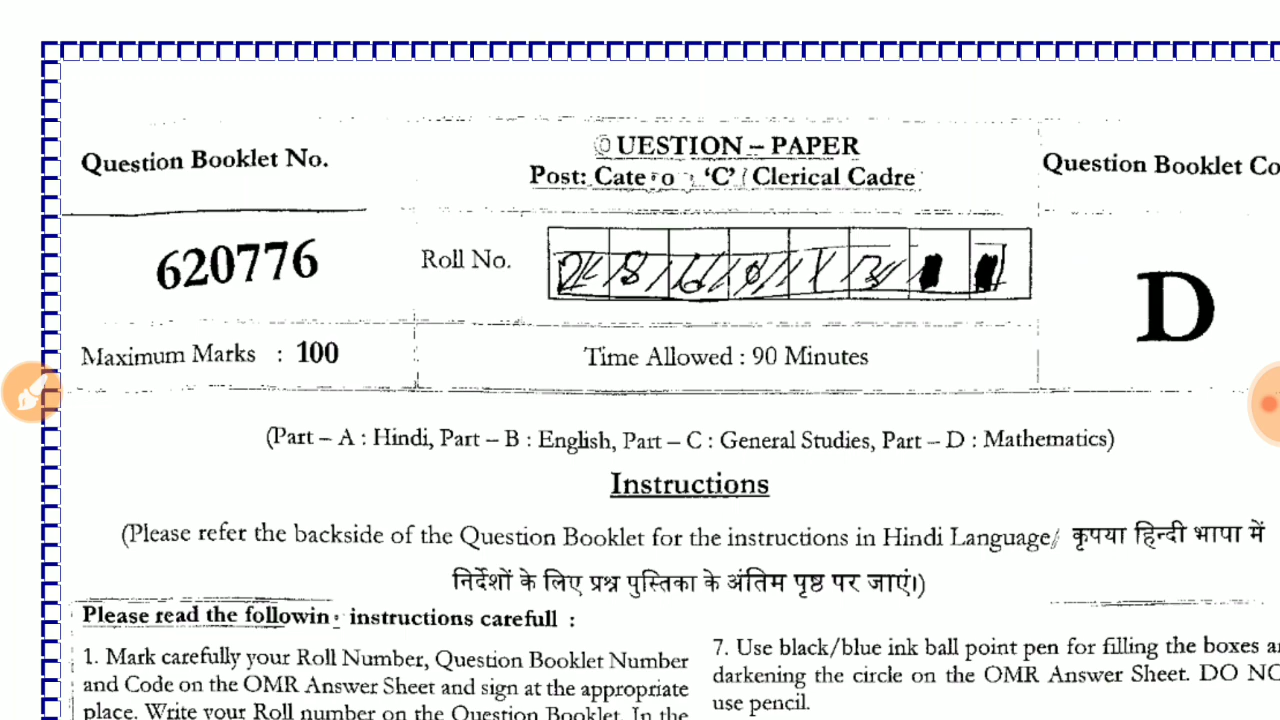 Question Booklet No.
QUESTION – PAPER
Post: Category 'C' / Clerical Cadre
Question Booklet Co
620776
Roll No.
D
Maximum Marks : 100
Time Allowed : 90 Minutes
(Part – A : Hindi, Part – B : English, Part – C : General Studies, Part – D : Mathematics)
Instructions
(Please refer the backside of the Question Booklet for the instructions in Hindi Language/ कृपया हिन्दी भाषा में
निर्देशों के लिए प्रश्न पुस्तिका के अंतिम पृष्ठ पर जाएं।)
Please read the following instructions carefull :
1. Mark carefully your Roll Number, Question Booklet Number
and Code on the OMR Answer Sheet and sign at the appropriate
place. Write your Roll number on the Question Booklet. In the
7. Use black/blue ink ball point pen for filling the boxes
darkening the circle on the OMR Answer Sheet. DO
use pencil.